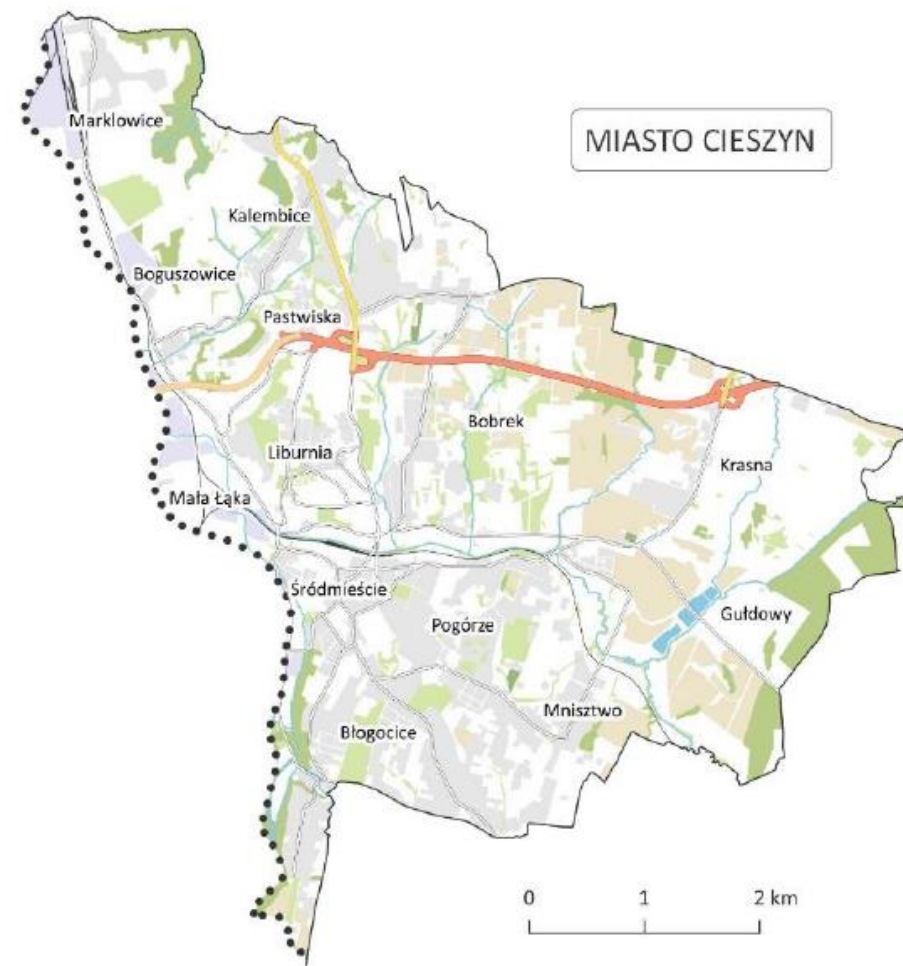 MIASTO CIESZYN
Marklowice
Kalembice
Boguszowice
Pastwiska
Bobrek
Liburnia
Krasna
Mała Łąka
Śródmieście
Pogórze
Gułdowy
Mnisztwo
Błogocice
0 1 2 km